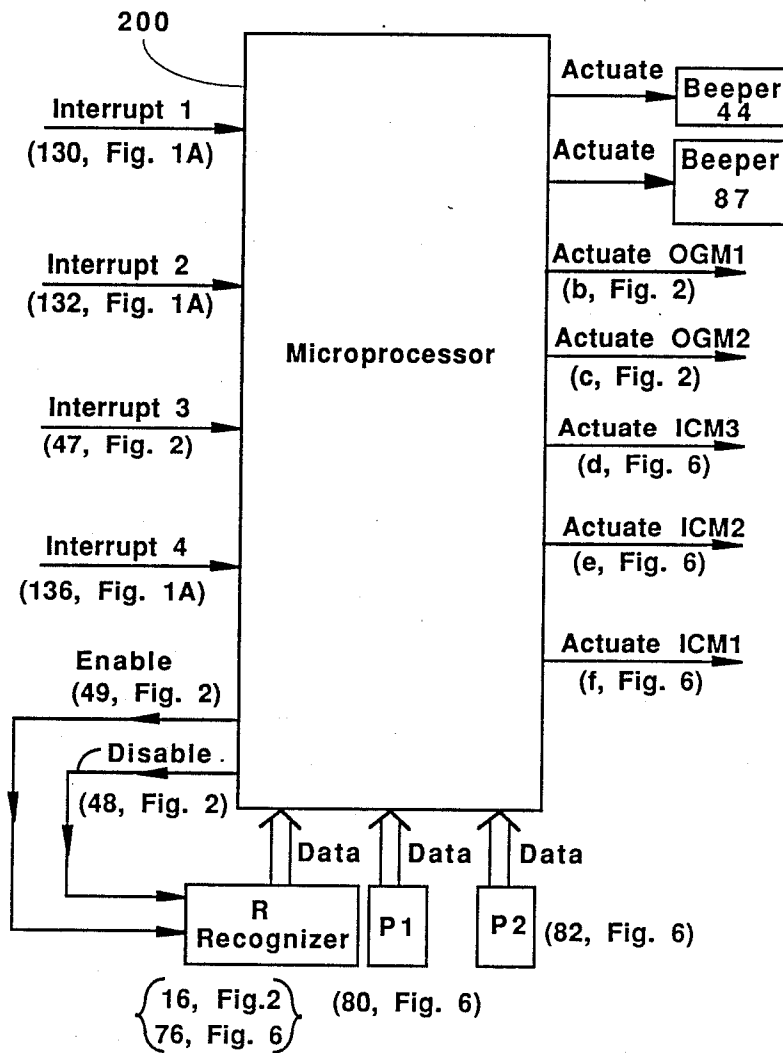 200
Interrupt 1
(130, Fig. 1A)
Interrupt 2
(132, Fig. 1A)
Interrupt 3
(47, Fig. 2)
Interrupt 4
(136, Fig. 1A)
Enable
(49, Fig. 2)
Disable
(48, Fig. 2)
Microprocessor
Actuate
Beeper
44
Actuate
Beeper
87
Actuate OGM1
(b, Fig. 2)
Actuate OGM2
(c, Fig. 2)
Actuate ICM3
(d, Fig. 6)
Actuate ICM2
(e, Fig. 6)
Actuate ICM1
(f, Fig. 6)
Data
Data
Data
R
Recognizer
P1
P2
(82, Fig. 6)
16, Fig.2
76, Fig. 6
(80, Fig. 6)